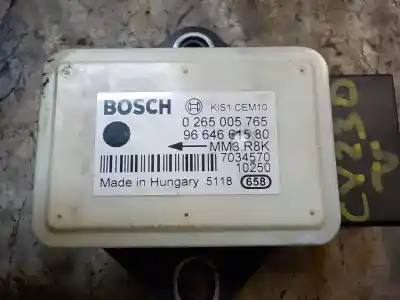 BOSCH KIS1 CEM10
0 265 005 765
96 646 615 80
MM3.R8K
7034570
10250
Made in Hungary 5118 658